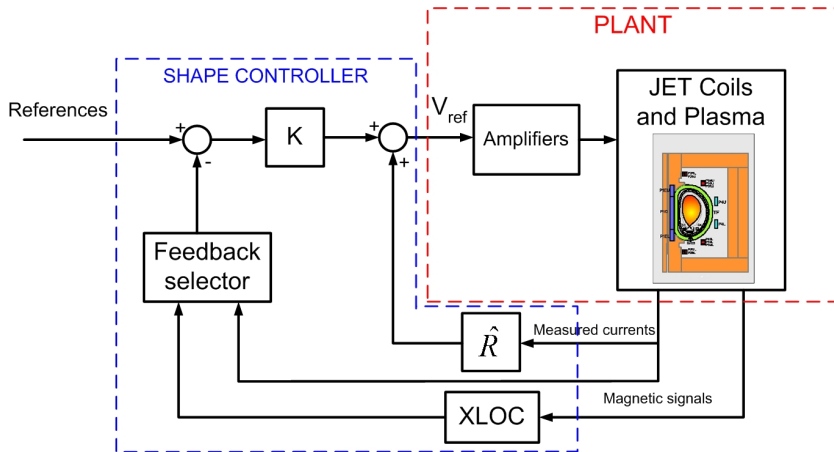 PLANT
SHAPE CONTROLLER
JET Coils
and Plasma
References
+
-
K
+
+
V_ref
Amplifiers
Feedback
selector
R̂
Measured currents
XLOC
Magnetic signals